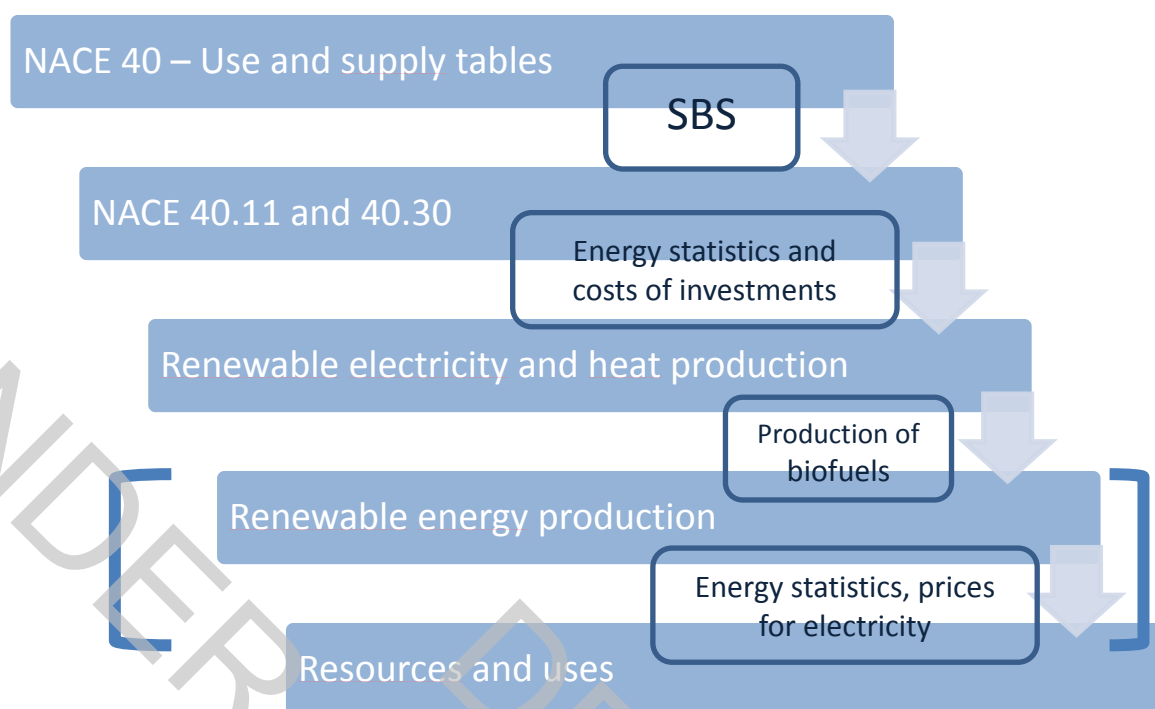 NACE 40 – Use and supply tables
SBS
NACE 40.11 and 40.30
Energy statistics and
costs of investments
Renewable electricity and heat production
Production of
biofuels
Renewable energy production
Energy statistics, prices
for electricity
Resources and uses